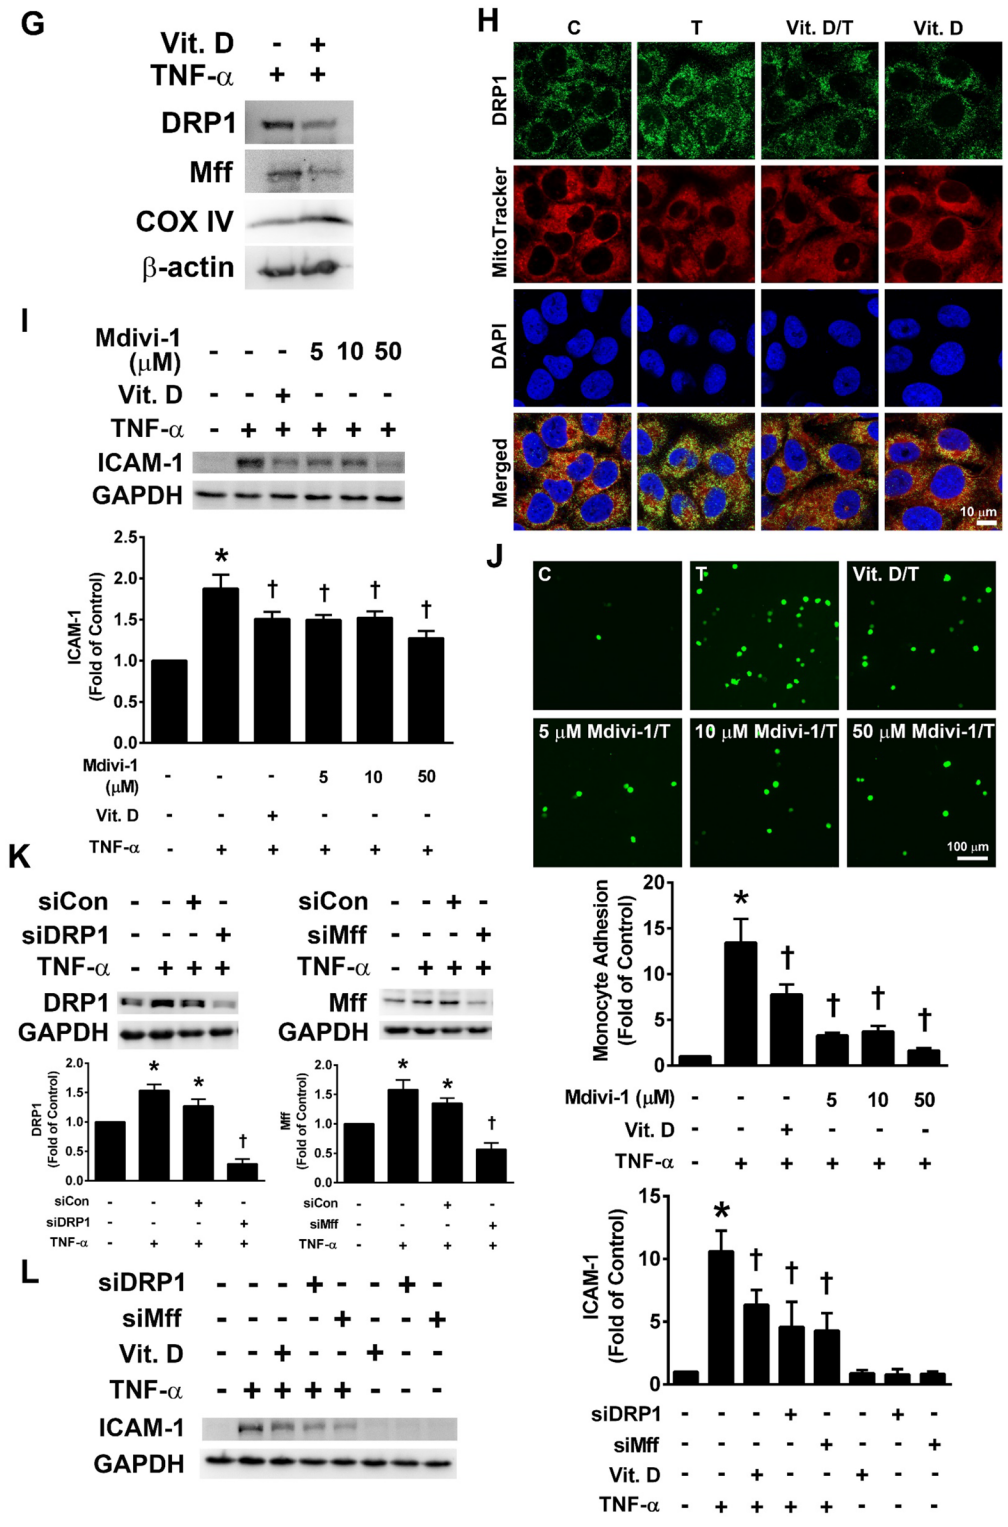 G
Vit. D - +
TNF-α + +
DRP1
Mff
COX IV
β-actin
H
C T Vit. D/T Vit. D
DRP1
MitoTracker
DAPI
Merged
10 μm
I
Mdivi-1
(μM) - - - 5 10 50
Vit. D - - + - - -
TNF-α - + + + + +
ICAM-1
GAPDH
ICAM-1
(Fold of Control)
2.5
2.0
1.5
1.0
0.5
0.0
* † † † †
Mdivi-1
(μM) - - - 5 10 50
Vit. D - - + - - -
TNF-α - + + + + +
J
C T Vit. D/T
5 μM Mdivi-1/T 10 μM Mdivi-1/T 50 μM Mdivi-1/T
100 μm
Monocyte Adhesion
(Fold of Control)
20
15
10
5
0
* † † † †
Mdivi-1 (μM) - - - 5 10 50
Vit. D - - + - - -
TNF-α - + + + + +
K
siCon - - + -
siDRP1 - - - +
TNF-α - + + +
DRP1
GAPDH
DRP1
(Fold of Control)
2.0
1.5
1.0
0.5
0.0
* * †
siCon - - + -
siDRP1 - - - +
TNF-α - + + +
siCon - - + -
siMff - - - +
TNF-α - + + +
Mff
GAPDH
Mff
(Fold of Control)
2.0
1.5
1.0
0.5
0.0
* * †
siCon - - + -
siMff - - - +
TNF-α - + + +
L
siDRP1 - - - + - - + -
siMff - - - - + - - +
Vit. D - - + - - + - -
TNF-α - + + + + - - -
ICAM-1
GAPDH
ICAM-1
(Fold of Control)
15
10
5
0
* † † †
siDRP1 - - - + - - + -
siMff - - - - + - - +
Vit. D - - + - - + - -
TNF-α - + + + + - - -